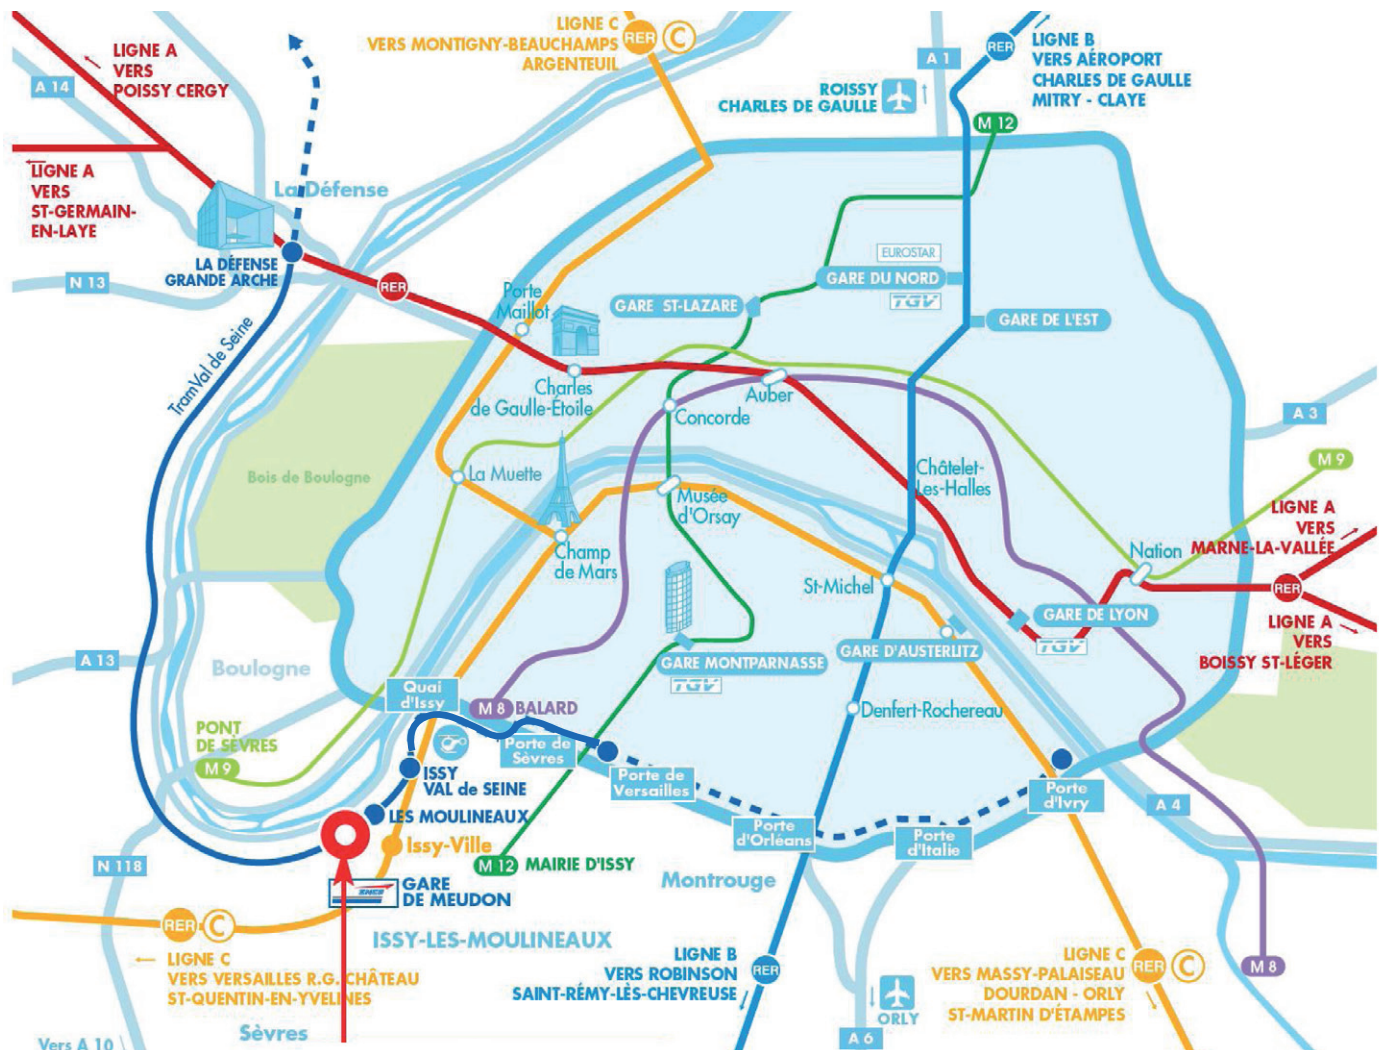 LIGNE C
VERS MONTIGNY-BEAUCHAMPS
ARGENTEUIL
RER
C
LIGNE A
VERS
POISSY CERGY
A 14
A 1
RER
LIGNE B
VERS AÉROPORT
CHARLES DE GAULLE
MITRY - CLAYE
ROISSY
CHARLES DE GAULLE
M 12
LIGNE A
VERS
ST-GERMAIN-
EN-LAYE
La Défense
LA DÉFENSE
GRANDE ARCHE
N 13
RER
EUROSTAR
GARE DU NORD
TGV
GARE ST-LAZARE
GARE DE L'EST
Porte
Maillot
TramVal de Seine
Charles
de Gaulle-Étoile
Auber
Concorde
A 3
M 9
Bois de Boulogne
La Muette
Châtelet-
Les-Halles
Musée
d'Orsay
LIGNE A
VERS
MARNE-LA-VALLÉE
Champ
de Mars
Nation
St-Michel
RER
GARE DE LYON
TGV
LIGNE A
VERS
BOISSY ST-LÉGER
A 13
Boulogne
GARE MONTPARNASSE
TGV
GARE D'AUSTERLITZ
Quai
d'Issy
M 8 BALARD
Denfert-Rochereau
PONT
DE SÈVRES
M 9
Porte de
Sèvres
ISSY
VAL de SEINE
Porte de
Versailles
Porte
d'Ivry
A 4
LES MOULINEAUX
Porte
d'Orléans
Porte
d'Italie
Issy-Ville
N 118
M 12 MAIRIE D'ISSY
Montrouge
SNCF
GARE
DE MEUDON
RER
C
ISSY-LES-MOULINEAUX
LIGNE C
VERS VERSAILLES R.G. CHÂTEAU
ST-QUENTIN-EN-YVELINES
LIGNE B
VERS ROBINSON
SAINT-RÉMY-LÈS-CHEVREUSE
RER
LIGNE C
VERS MASSY-PALAISEAU
DOURDAN - ORLY
ST-MARTIN D'ÉTAMPES
RER
C
M 8
ORLY
Sèvres
Vers A 10
A 6